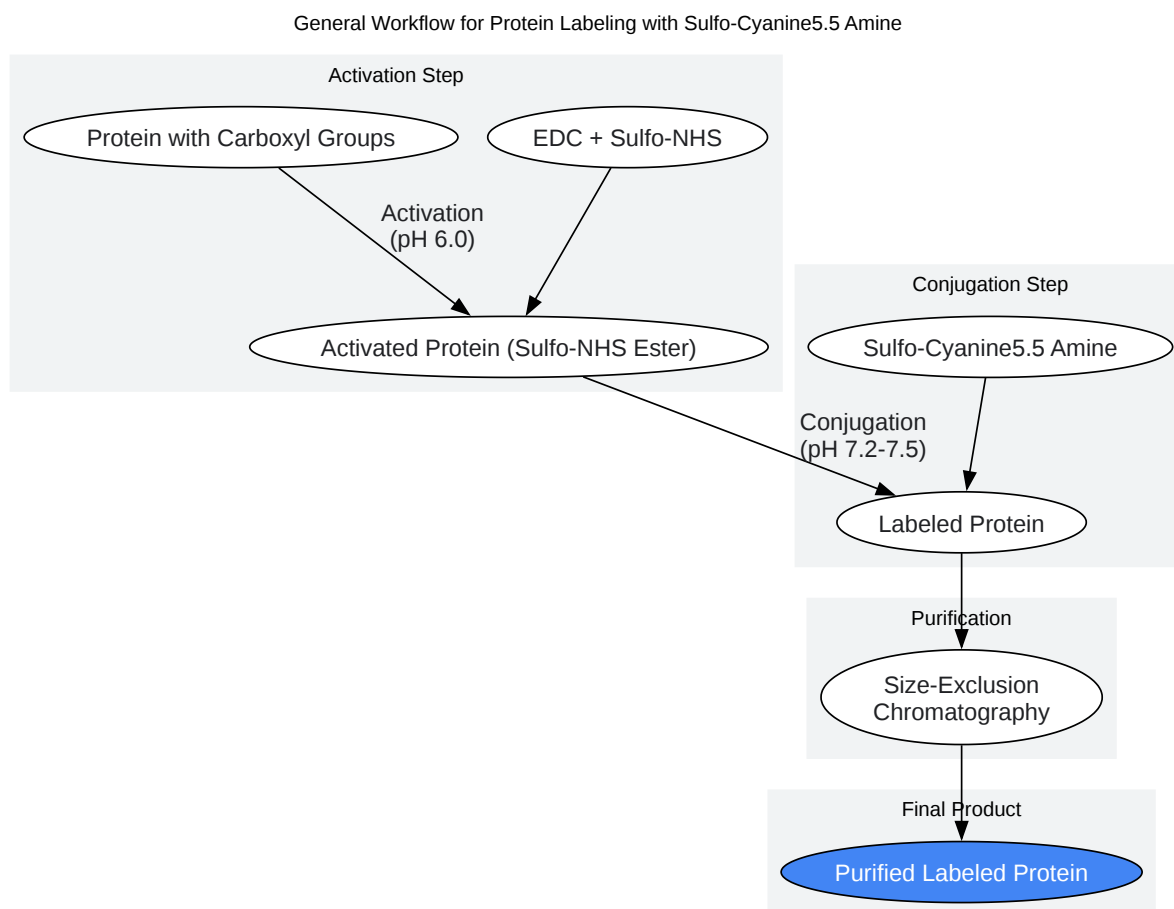 General Workflow for Protein Labeling with Sulfo-Cyanine5.5 Amine
Activation Step
Protein with Carboxyl Groups
EDC + Sulfo-NHS
Activation
(pH 6.0)
Activated Protein (Sulfo-NHS Ester)
Conjugation Step
Sulfo-Cyanine5.5 Amine
Conjugation
(pH 7.2-7.5)
Labeled Protein
Purification
Size-Exclusion
Chromatography
Final Product
Purified Labeled Protein